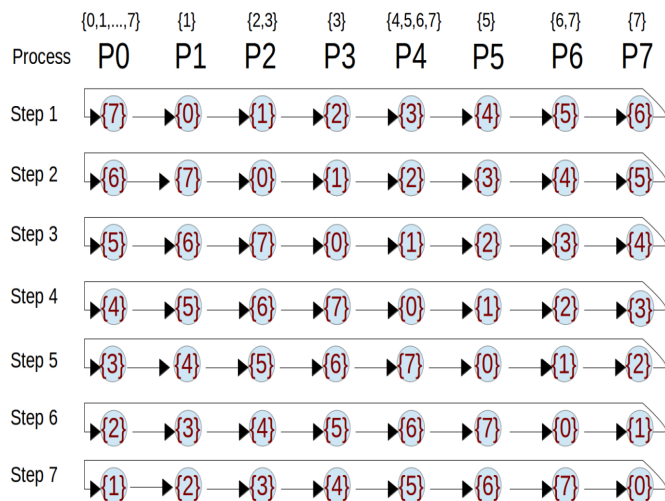 {0,1,...,7} {1} {2,3} {3} {4,5,6,7} {5} {6,7} {7}
Process P0 P1 P2 P3 P4 P5 P6 P7
Step 1 {7} {0} {1} {2} {3} {4} {5} {6}
Step 2 {6} {7} {0} {1} {2} {3} {4} {5}
Step 3 {5} {6} {7} {0} {1} {2} {3} {4}
Step 4 {4} {5} {6} {7} {0} {1} {2} {3}
Step 5 {3} {4} {5} {6} {7} {0} {1} {2}
Step 6 {2} {3} {4} {5} {6} {7} {0} {1}
Step 7 {1} {2} {3} {4} {5} {6} {7} {0}